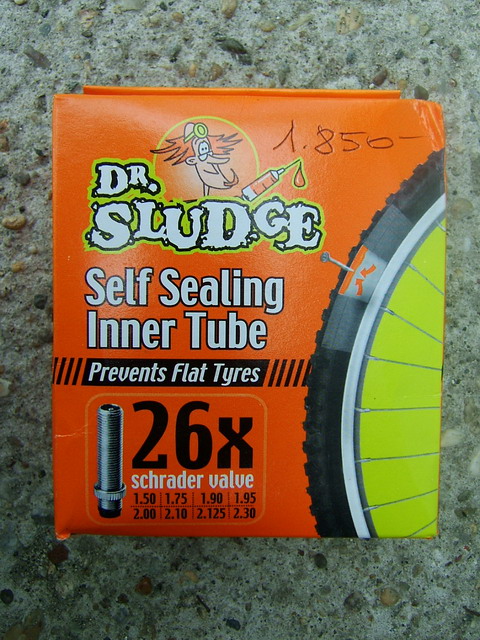 1.850-
DR.
SLUDGE
Self Sealing
Inner Tube
Prevents Flat Tyres
26x
schrader valve
1.50 | 1.75 | 1.90 | 1.95
2.00 | 2.10 | 2.125 | 2.30